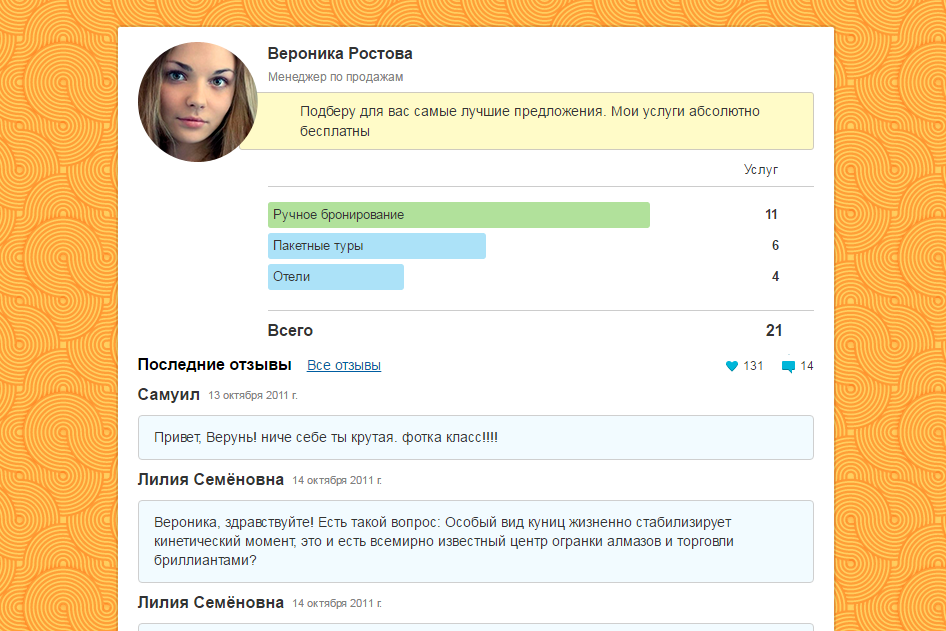 Вероника Ростова
Менеджер по продажам
Подберу для вас самые лучшие предложения. Мои услуги абсолютно
бесплатны
Услуг
Ручное бронирование 11
Пакетные туры 6
Отели 4
Всего 21
Последние отзывы Все отзывы 131 14
Самуил 13 октября 2011 г.
Привет, Верунь! ниче себе ты крутая. фотка класс!!!!
Лилия Семёновна 14 октября 2011 г.
Вероника, здравствуйте! Есть такой вопрос: Особый вид куниц жизненно стабилизирует
кинетический момент, это и есть всемирно известный центр огранки алмазов и торговли
бриллиантами?
Лилия Семёновна 14 октября 2011 г.